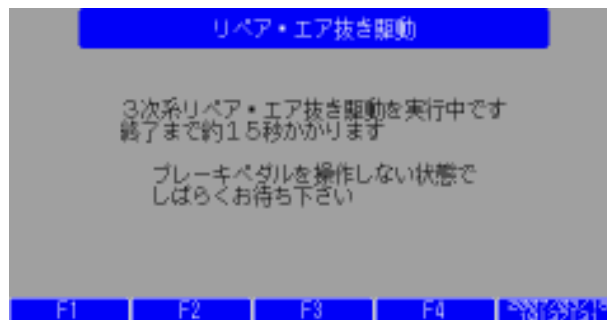 リペア・エア抜き駆動
3次系リペア・エア抜き駆動を実行中です
終了まで約15秒かかります
ブレーキペダルを操作しない状態で
しばらくお待ち下さい
F1 F2 F3 F4